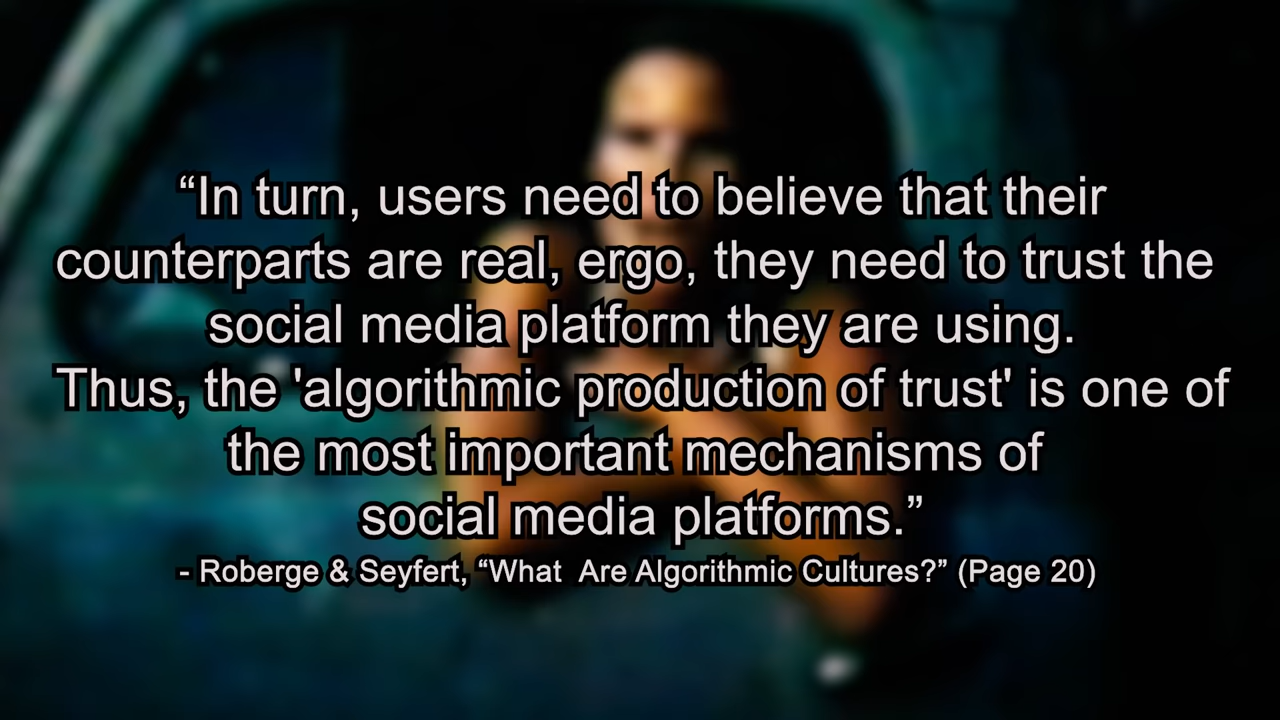 “In turn, users need to believe that their
counterparts are real, ergo, they need to trust the
social media platform they are using.
Thus, the 'algorithmic production of trust' is one of
the most important mechanisms of
social media platforms.”
- Roberge & Seyfert, “What  Are Algorithmic Cultures?” (Page 20)